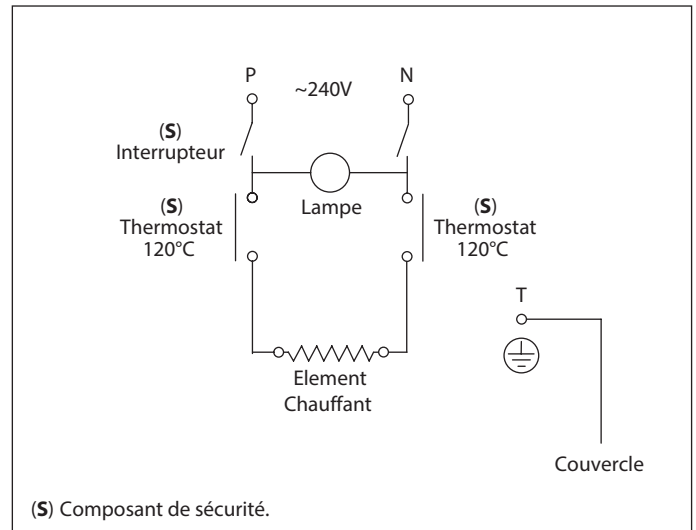 P
N
~240V
(S)
Interrupteur
Lampe
(S)
Thermostat
120°C
(S)
Thermostat
120°C
T
Element
Chauffant
Couvercle
(S) Composant de sécurité.